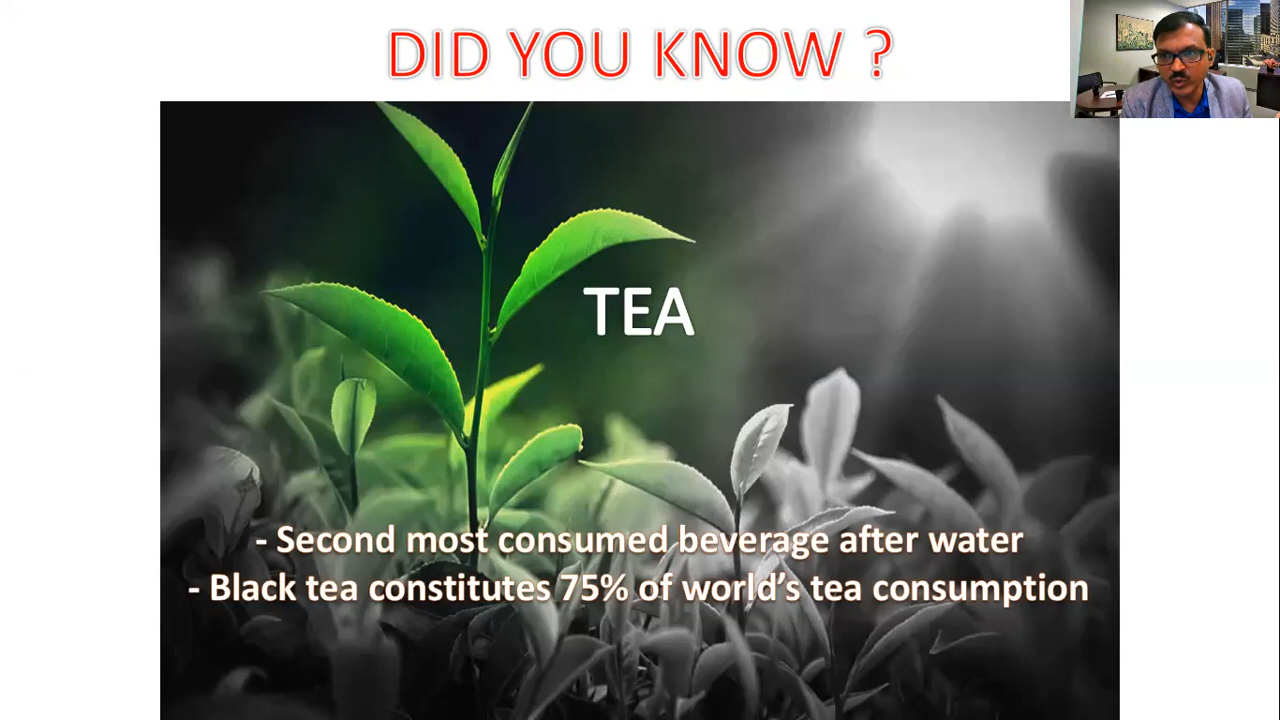 DID YOU KNOW ?
TEA
- Second most consumed beverage after water
- Black tea constitutes 75% of world's tea consumption